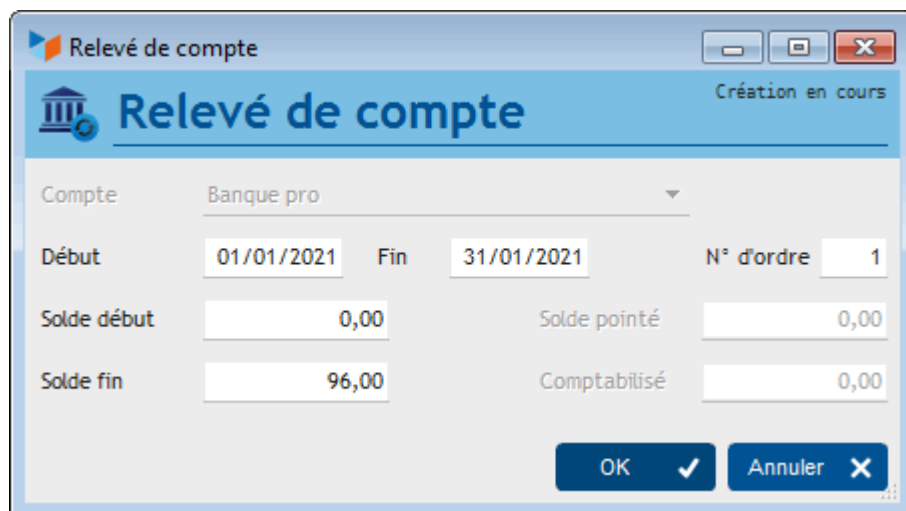 Relevé de compte
Relevé de compte
Création en cours
Compte Banque pro
Début 01/01/2021 Fin 31/01/2021 N° d'ordre 1
Solde début 0,00 Solde pointé 0,00
Solde fin 96,00 Comptabilisé 0,00
OK Annuler